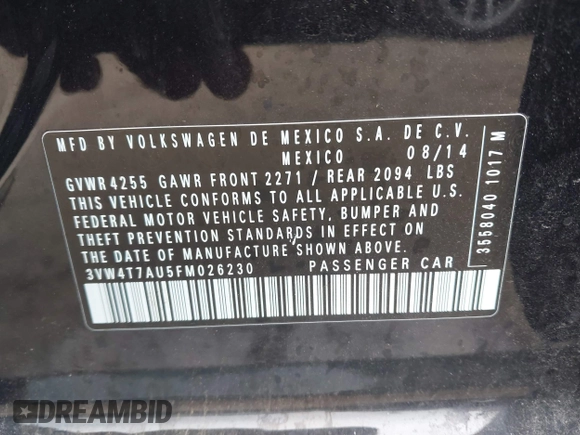 MFD BY VOLKSWAGEN DE MEXICO S.A. DE C.V.
MEXICO 08/14
GVWR4255 GAWR FRONT 2271 / REAR 2094 LBS
THIS VEHICLE CONFORMS TO ALL APPLICABLE U.S.
FEDERAL MOTOR VEHICLE SAFETY, BUMPER AND
THEFT PREVENTION STANDARDS IN EFFECT ON
THE DATE OF MANUFACTURE SHOWN ABOVE.
3VW4T7AU5FM026230 PASSENGER CAR
3558040 1017 M
DREAMBID